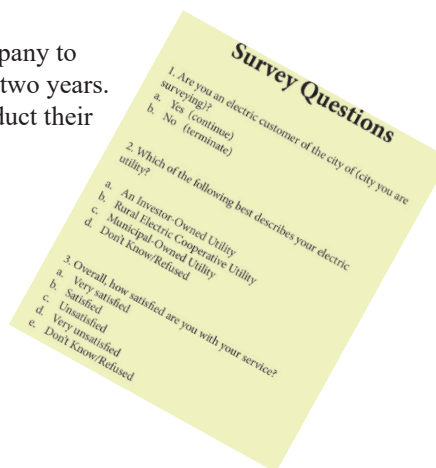 pany to
two years.
duct their
Survey Questions
1. Are you an electric customer of the city of (city you are
surveying)?
a. Yes (continue)
b. No (terminate)
2. Which of the following best describes your electric
utility?
a. An Investor-Owned Utility
b. Rural Electric Cooperative Utility
c. Municipal-Owned Utility
d. Don't Know/Refused
3. Overall, how satisfied are you with your service?
a. Very satisfied
b. Satisfied
c. Unsatisfied
d. Very unsatisfied
e. Don't Know/Refused